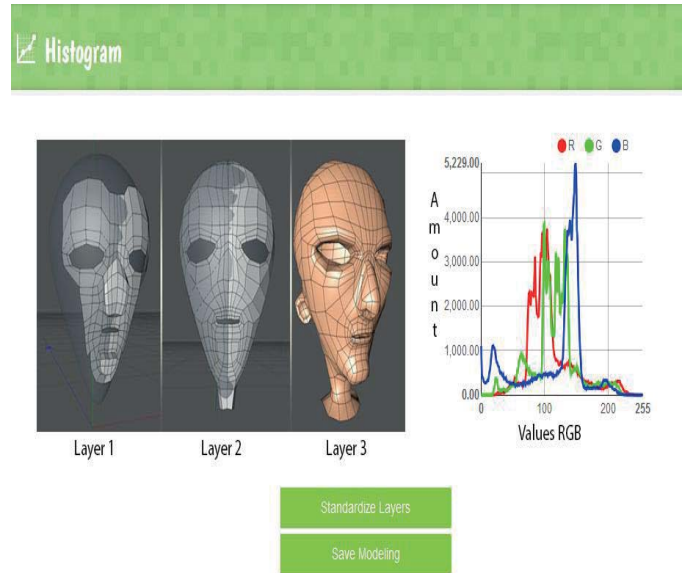 Histogram
R G B
5,229.00
4,000.00
3,000.00
2,000.00
1,000.00
0.00
Amount
0 100 200 255
Values RGB
Layer 1 Layer 2 Layer 3
Standardize Layers
Save Modeling